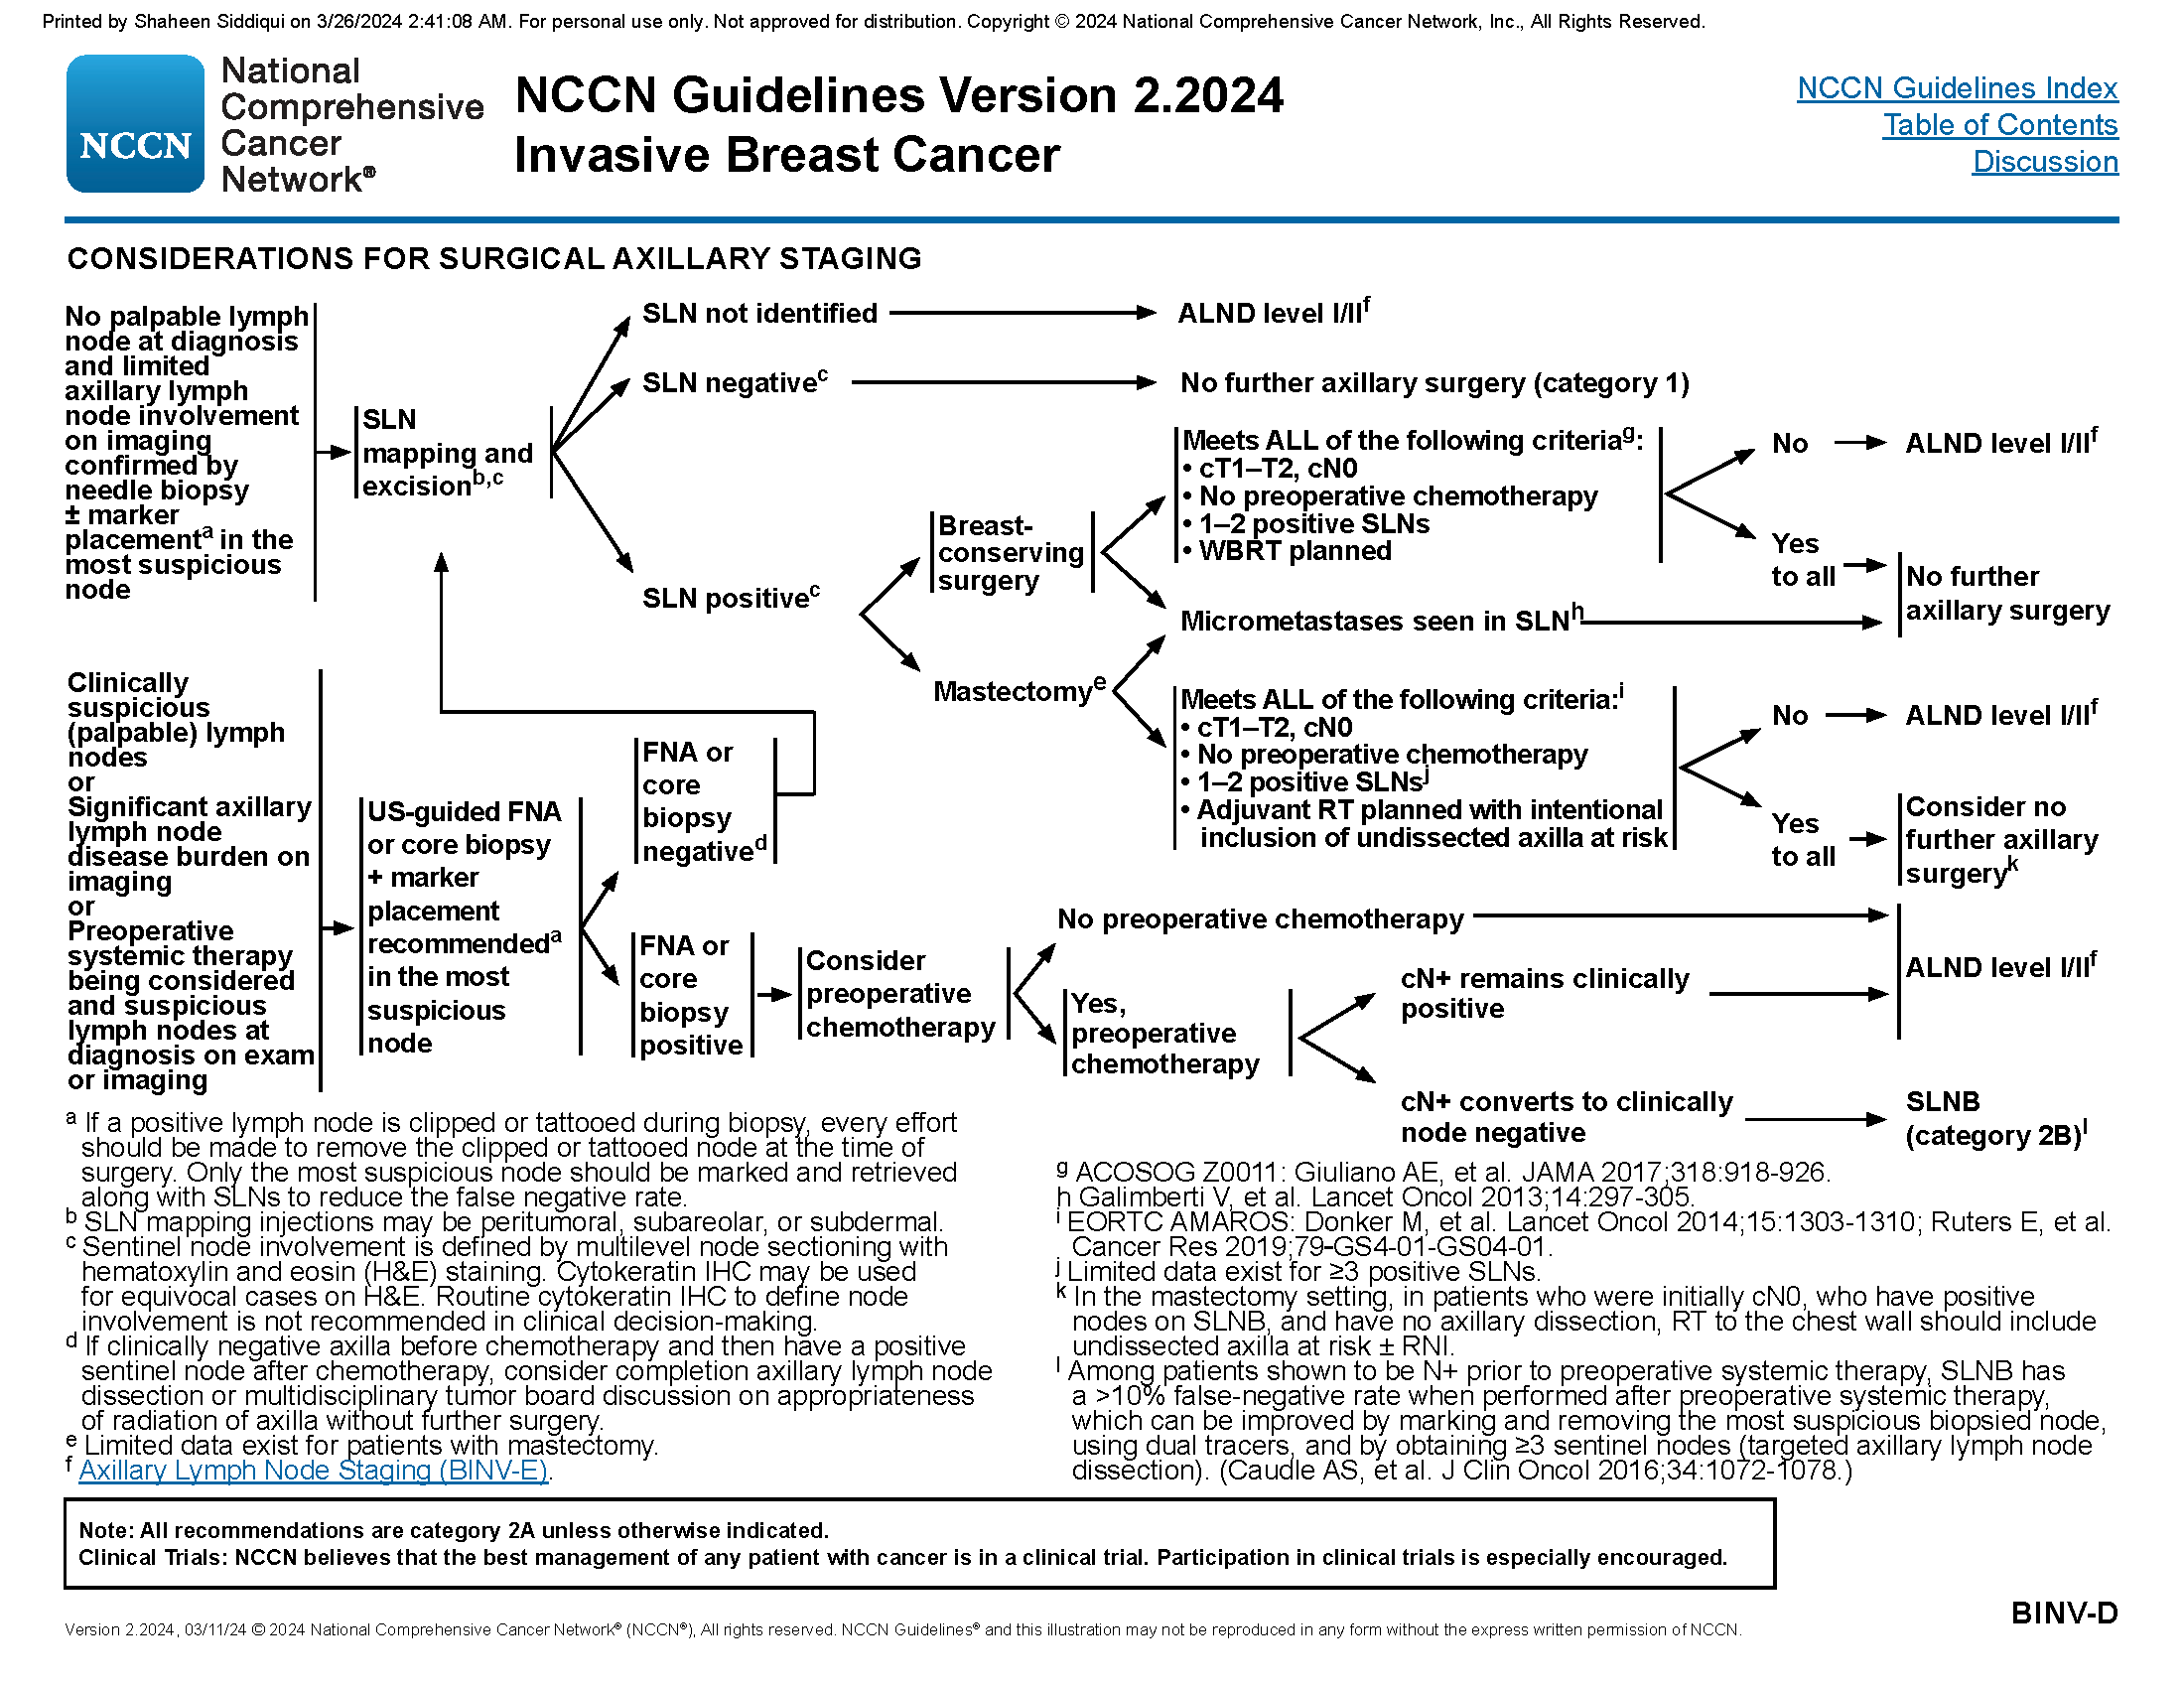 Printed by Shaheen Siddiqui on 3/26/2024 2:41:08 AM. For personal use only. Not approved for distribution. Copyright © 2024 National Comprehensive Cancer Network, Inc., All Rights Reserved.
NCCN
National
Comprehensive
Cancer
Network®
NCCN Guidelines Version 2.2024
Invasive Breast Cancer
NCCN Guidelines Index
Table of Contents
Discussion
CONSIDERATIONS FOR SURGICAL AXILLARY STAGING
No palpable lymph
node at diagnosis
and limited
axillary lymph
node involvement
on imaging
confirmed by
needle biopsy
± marker
placementᵃ in the
most suspicious
node
SLN
mapping and
excisionᵇ,ᶜ
SLN not identified
ALND level I/IIᶠ
SLN negativeᶜ
No further axillary surgery (category 1)
SLN positiveᶜ
Breast-
conserving
surgery
Meets ALL of the following criteriaᵍ:
• cT1–T2, cN0
• No preoperative chemotherapy
• 1–2 positive SLNs
• WBRT planned
No
ALND level I/IIᶠ
Yes
to all
No further
axillary surgery
Micrometastases seen in SLNʰ
Mastectomyᵉ
Meets ALL of the following criteria:ⁱ
• cT1–T2, cN0
• No preoperative chemotherapy
• 1–2 positive SLNsʲ
• Adjuvant RT planned with intentional
inclusion of undissected axilla at risk
No
ALND level I/IIᶠ
Yes
to all
Consider no
further axillary
surgeryᵏ
Clinically
suspicious
(palpable) lymph
nodes
or
Significant axillary
lymph node
disease burden on
imaging
or
Preoperative
systemic therapy
being considered
and suspicious
lymph nodes at
diagnosis on exam
or imaging
US-guided FNA
or core biopsy
+ marker
placement
recommendedᵃ
in the most
suspicious
node
FNA or
core
biopsy
negativeᵈ
FNA or
core
biopsy
positive
Consider
preoperative
chemotherapy
No preoperative chemotherapy
Yes,
preoperative
chemotherapy
cN+ remains clinically
positive
ALND level I/IIᶠ
cN+ converts to clinically
node negative
SLNB
(category 2B)ˡ
ᵃ If a positive lymph node is clipped or tattooed during biopsy, every effort
should be made to remove the clipped or tattooed node at the time of
surgery. Only the most suspicious node should be marked and retrieved
along with SLNs to reduce the false negative rate.
ᵇ SLN mapping injections may be peritumoral, subareolar, or subdermal.
ᶜ Sentinel node involvement is defined by multilevel node sectioning with
hematoxylin and eosin (H&E) staining. Cytokeratin IHC may be used
for equivocal cases on H&E. Routine cytokeratin IHC to define node
involvement is not recommended in clinical decision-making.
ᵈ If clinically negative axilla before chemotherapy and then have a positive
sentinel node after chemotherapy, consider completion axillary lymph node
dissection or multidisciplinary tumor board discussion on appropriateness
of radiation of axilla without further surgery.
ᵉ Limited data exist for patients with mastectomy.
ᶠ Axillary Lymph Node Staging (BINV-E).
ᵍ ACOSOG Z0011: Giuliano AE, et al. JAMA 2017;318:918-926.
h Galimberti V, et al. Lancet Oncol 2013;14:297-305.
ⁱ EORTC AMAROS: Donker M, et al. Lancet Oncol 2014;15:1303-1310; Ruters E, et al.
Cancer Res 2019;79-GS4-01-GS04-01.
ʲ Limited data exist for ≥3 positive SLNs.
ᵏ In the mastectomy setting, in patients who were initially cN0, who have positive
nodes on SLNB, and have no axillary dissection, RT to the chest wall should include
undissected axilla at risk ± RNI.
ˡ Among patients shown to be N+ prior to preoperative systemic therapy, SLNB has
a >10% false-negative rate when performed after preoperative systemic therapy,
which can be improved by marking and removing the most suspicious biopsied node,
using dual tracers, and by obtaining ≥3 sentinel nodes (targeted axillary lymph node
dissection). (Caudle AS, et al. J Clin Oncol 2016;34:1072-1078.)
Note: All recommendations are category 2A unless otherwise indicated.
Clinical Trials: NCCN believes that the best management of any patient with cancer is in a clinical trial. Participation in clinical trials is especially encouraged.
BINV-D
Version 2.2024, 03/11/24 © 2024 National Comprehensive Cancer Network® (NCCN®), All rights reserved. NCCN Guidelines® and this illustration may not be reproduced in any form without the express written permission of NCCN.